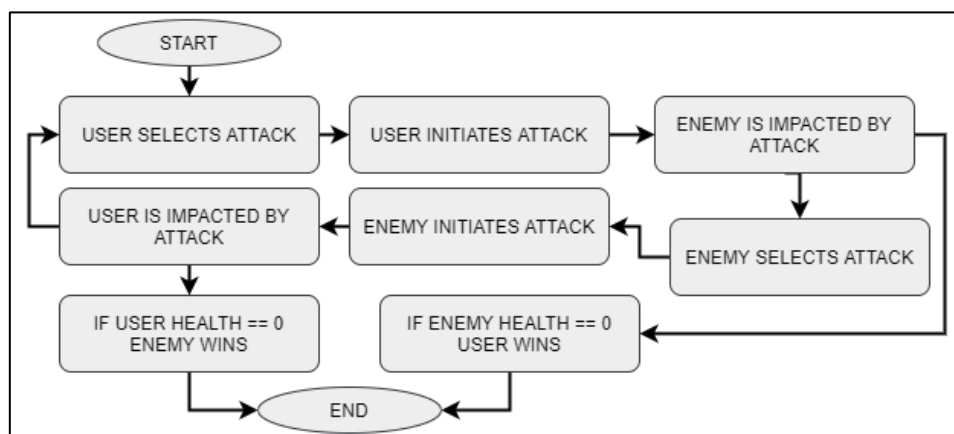 START
USER SELECTS ATTACK
USER INITIATES ATTACK
ENEMY IS IMPACTED BY
ATTACK
USER IS IMPACTED BY
ATTACK
ENEMY INITIATES ATTACK
ENEMY SELECTS ATTACK
IF USER HEALTH == 0
ENEMY WINS
IF ENEMY HEALTH == 0
USER WINS
END